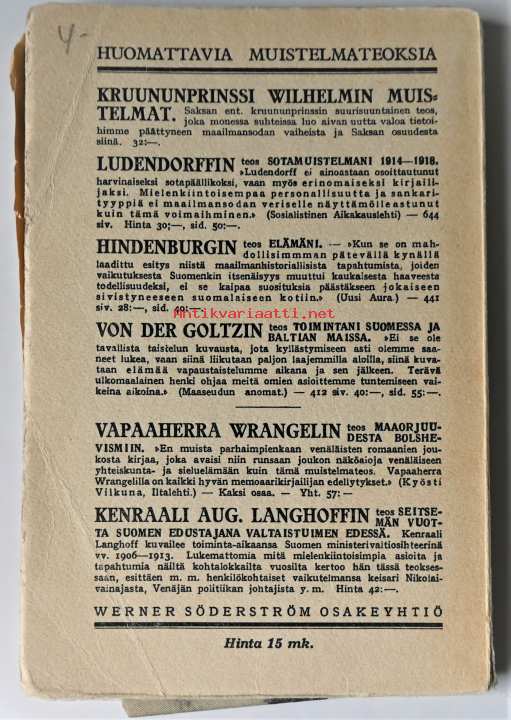 4-
HUOMATTAVIA MUISTELMATEOKSIA
KRUUNUNPRINSSI WILHELMIN MUIS-
TELMAT. Saksan ent. kruununprinssin suurisuuntainen teos,
joka monessa suhteissa luo aivan uutta valoa tietoi-
himme päättyneen maailmansodan vaiheista ja Saksan osuudesta
siinä. 32:—.
LUDENDORFFIN teos SOTAMUISTELMANI 1914—1918.
»Ludendorff ei ainoastaan osoittautunut
harvinaiseksi sotapäälliköksi, vaan myös erinomaiseksi kirjaili-
jaksi. Mielenkiintoisempaa personallisuutta ja sankari-
tyyppiä ei maailmansodan veriselle näyttämölle astunut
kuin tämä voimaihminen.» (Sosialistinen Aikakauslehti) — 644
siv. Hinta 30:—, sid. 50:—.
HINDENBURGIN teos ELÄMÄNI. — »Kun se on mah-
dollisimman pätevällä kynällä
laadittu esitys niistä maailmanhistoriallisista tapahtumista, joiden
vaikutuksesta Suomenkin itsenäisyys muuttui kaukaisesta haaveesta
todellisuudeksi, ei se kaipaa suosituksia päästäkseen jokaiseen
sivistyneeseen suomalaiseen kotiin.» (Uusi Aura.) — 441
siv. 28:—, sid. 40:—.
www.keraily.net
Antikvariaatti.net
VON DER GOLTZIN teos TOIMINTANI SUOMESSA JA
BALTIAN MAISSA. »Ei se ole
tavallista taistelun kuvausta, jota kyllästymiseen asti olemme saa-
neet lukea, vaan siinä liikutaan paljon laajemmilla aloilla, siinä kuva-
taan elämää vapaustaistelumme aikana ja sen jälkeen. Terävä
ulkomaalainen henki ohjaa meitä omien asioittemme tuntemiseen vai-
keina aikoina.» (Maaseudun anomat.) — 412 siv. 40:—, sid. 55:—.
VAPAAHERRA WRANGELIN teos MAAORJUU-
DESTA BOLSHE-
VISMIIN. »En muista parhaimpienkaan venäläisten romaanien jou-
kosta kirjaa, joka avaisi niin runsaan joukon näköaloja venäläiseen
yhteiskunta- ja sieluelämään kuin tämä muistelmateos. Vapaaherra
Wrangelilla on kaikki hyvän memoaarikirjailijan edellytykset.» (Kyösti
Vilkuna, Iltalehti.) — Kaksi osaa. — Yht. 57:—
KENRAALI AUG. LANGHOFFIN teos SEITSE-
MÄN VUOT-
TA SUOMEN EDUSTAJANA VALTAISTUIMEN EDESSÄ. Kenraali
Langhoff kuvailee toiminta-aikaansa Suomen ministerivaltiosihteerinä
vv. 1906—1913. Lukemattomia mitä mielenkiintoisimpia asioita ja
tapahtumia näiltä kohtalokkailta vuosilta kertoo hän tässä teokses-
saan, esittäen m. m. henkilökohtaiset vaikutelmansa keisari Nikolai-
vainajasta, Venäjän politiikan johtajista y. m. Hinta 42:—.
WERNER SÖDERSTRÖM OSAKEYHTIÖ
Hinta 15 mk.